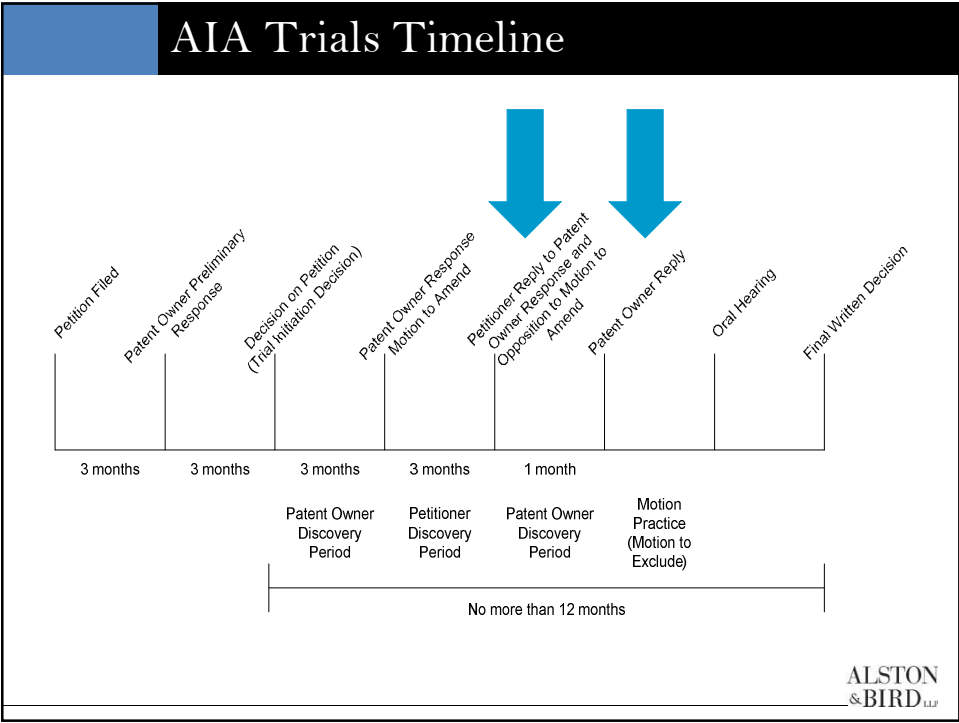 AIA Trials Timeline
Petition Filed
Patent Owner Preliminary
Response
Decision on Petition
(Trial Initiation Decision)
Patent Owner Response
Motion to Amend
Petitioner Reply to Patent
Owner Response and
Opposition to Motion to
Amend
Patent Owner Reply
Oral Hearing
Final Written Decision
3 months
3 months
3 months
3 months
1 month
Patent Owner
Discovery
Period
Petitioner
Discovery
Period
Patent Owner
Discovery
Period
Motion
Practice
(Motion to
Exclude)
No more than 12 months
ALSTON
&BIRD LLP